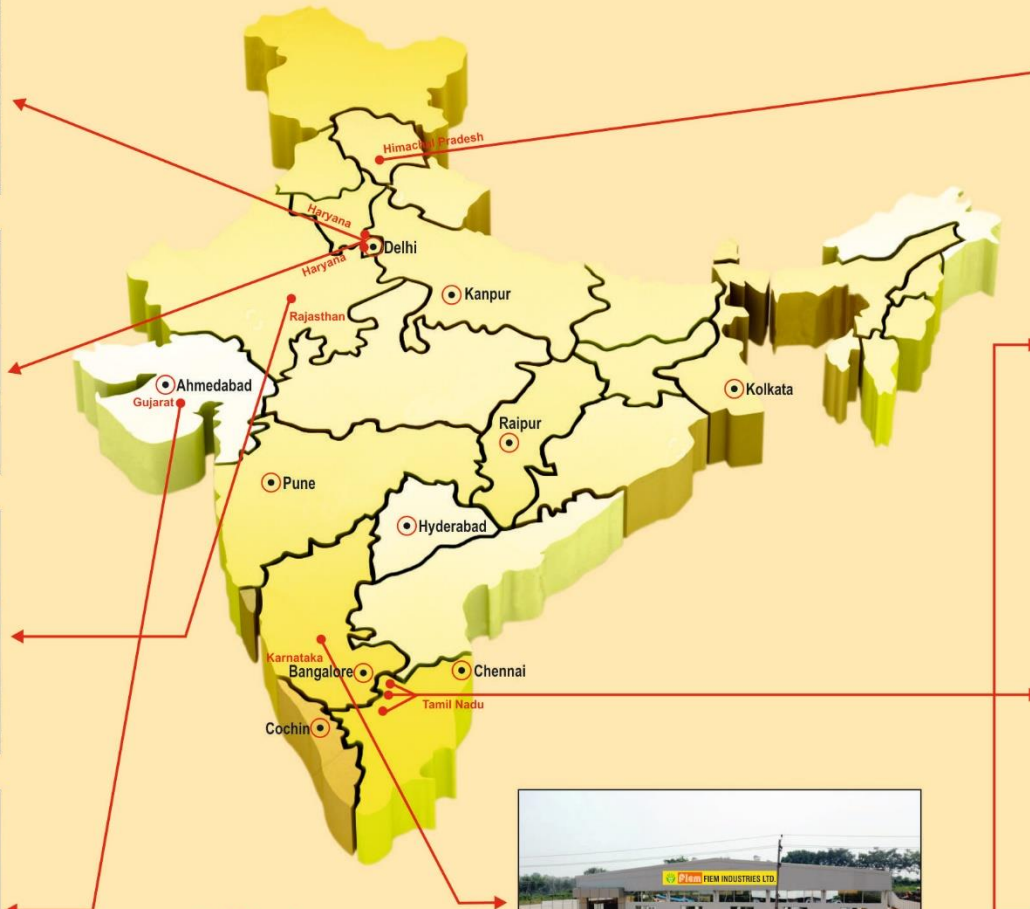 Himachal Pradesh
Haryana
Delhi
Haryana
Kanpur
Rajasthan
Ahmedabad
Gujarat
Kolkata
Raipur
Pune
Hyderabad
Karnataka
Bangalore
Chennai
Tamil Nadu
Cochin
Fiem FIEM INDUSTRIES LTD.